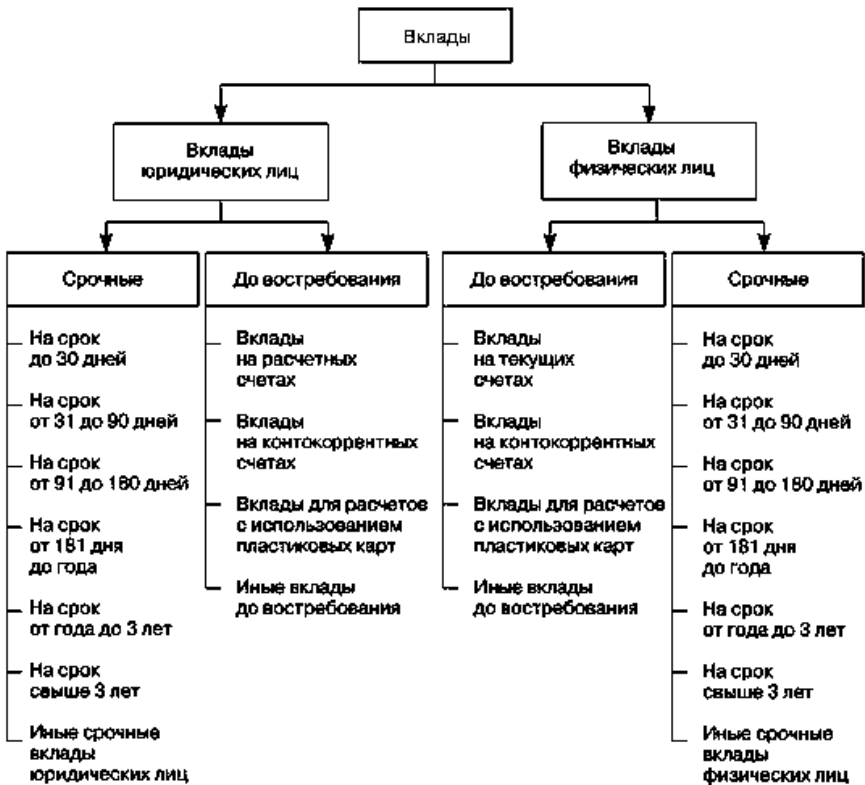 Вклады
Вклады
юридических лиц
Вклады
физических лиц
Срочные
На срок
до 30 дней
На срок
от 31 до 90 дней
На срок
от 91 до 180 дней
На срок
от 181 дня
до года
На срок
от года до 3 лет
На срок
свыше 3 лет
Иные срочные
вклады
юридических лиц
До востребования
Вклады
на расчетных
счетах
Вклады
на контокоррентных
счетах
Вклады для расчетов
с использованием
пластиковых карт
Иные вклады
до востребования
До востребования
Вклады
на текущих
счетах
Вклады
на контокоррентных
счетах
Вклады для расчетов
с использованием
пластиковых карт
Иные вклады
до востребования
Срочные
На срок
до 30 дней
На срок
от 31 до 90 дней
На срок
от 91 до 180 дней
На срок
от 181 дня
до года
На срок
от года до 3 лет
На срок
свыше 3 лет
Иные срочные
вклады
физических лиц